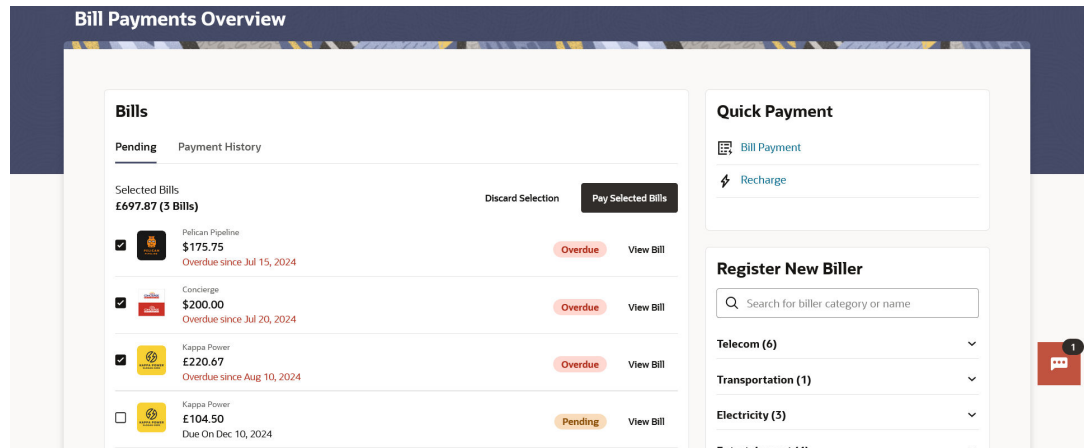 Bill Payments Overview
Bills
Pending Payment History
Selected Bills
£697.87 (3 Bills)
Discard Selection Pay Selected Bills
Pelican Pipeline
$175.75
Overdue since Jul 15, 2024
Overdue View Bill
Concierge
$200.00
Overdue since Jul 20, 2024
Overdue View Bill
Kappa Power
£220.67
Overdue since Aug 10, 2024
Overdue View Bill
Kappa Power
£104.50
Due On Dec 10, 2024
Pending View Bill
Quick Payment
Bill Payment
Recharge
Register New Biller
Search for biller category or name
Telecom (6)
Transportation (1)
Electricity (3)
1